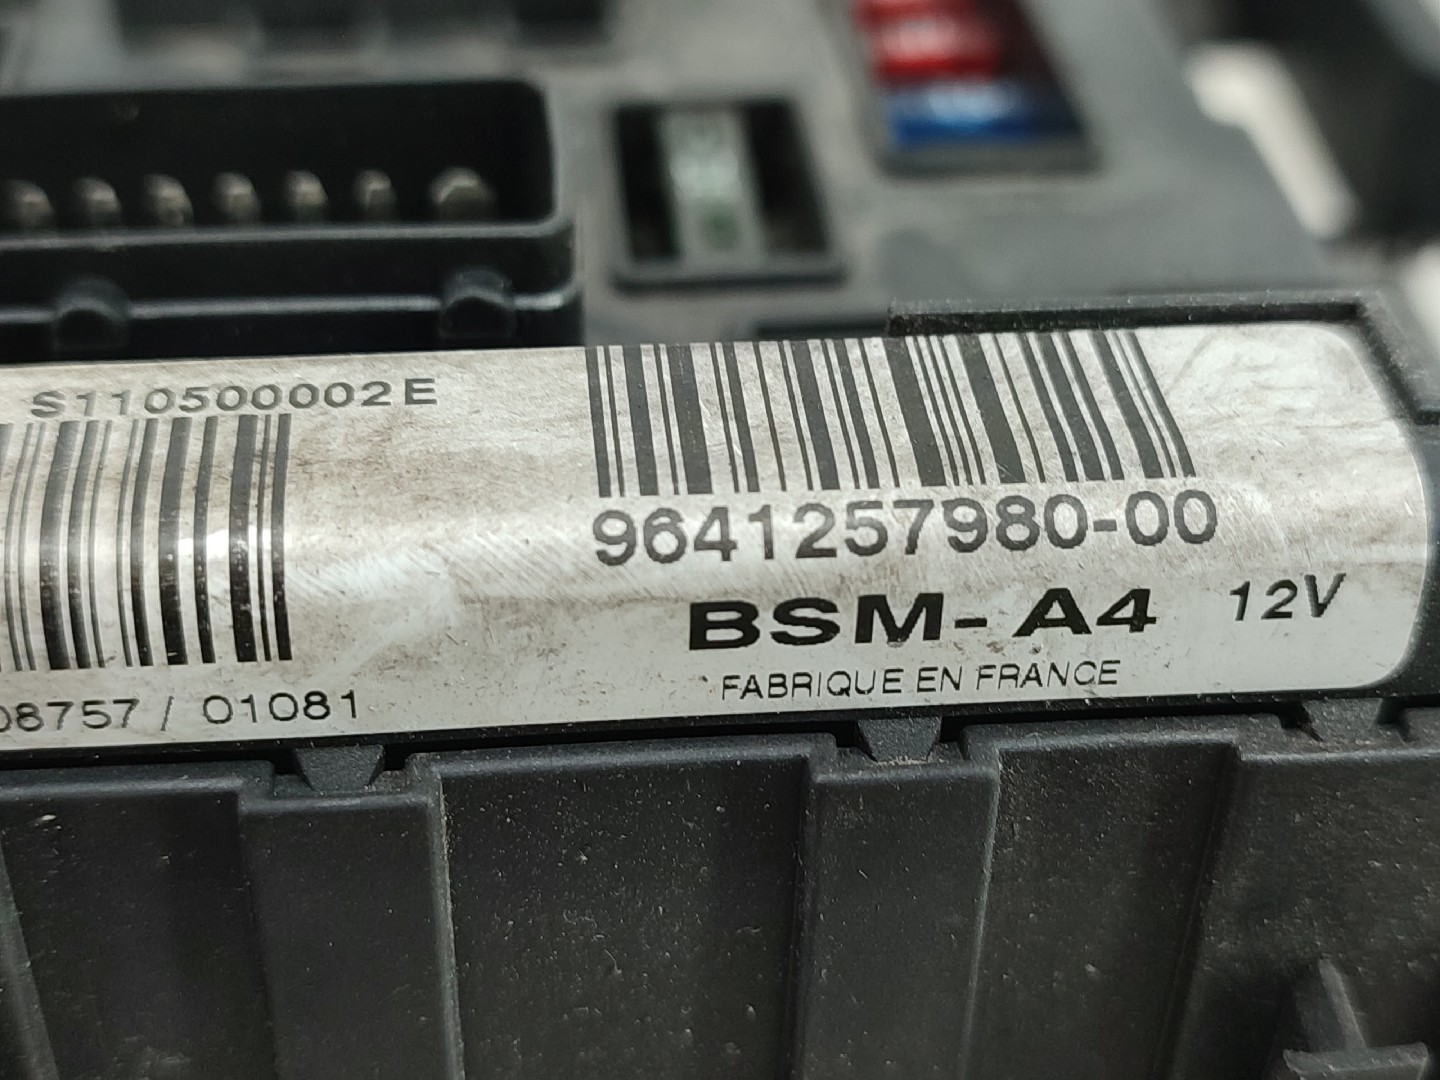 S110500002E
9641257980-00
BSM-A4 12V
FABRIQUE EN FRANCE
08757 / 01081